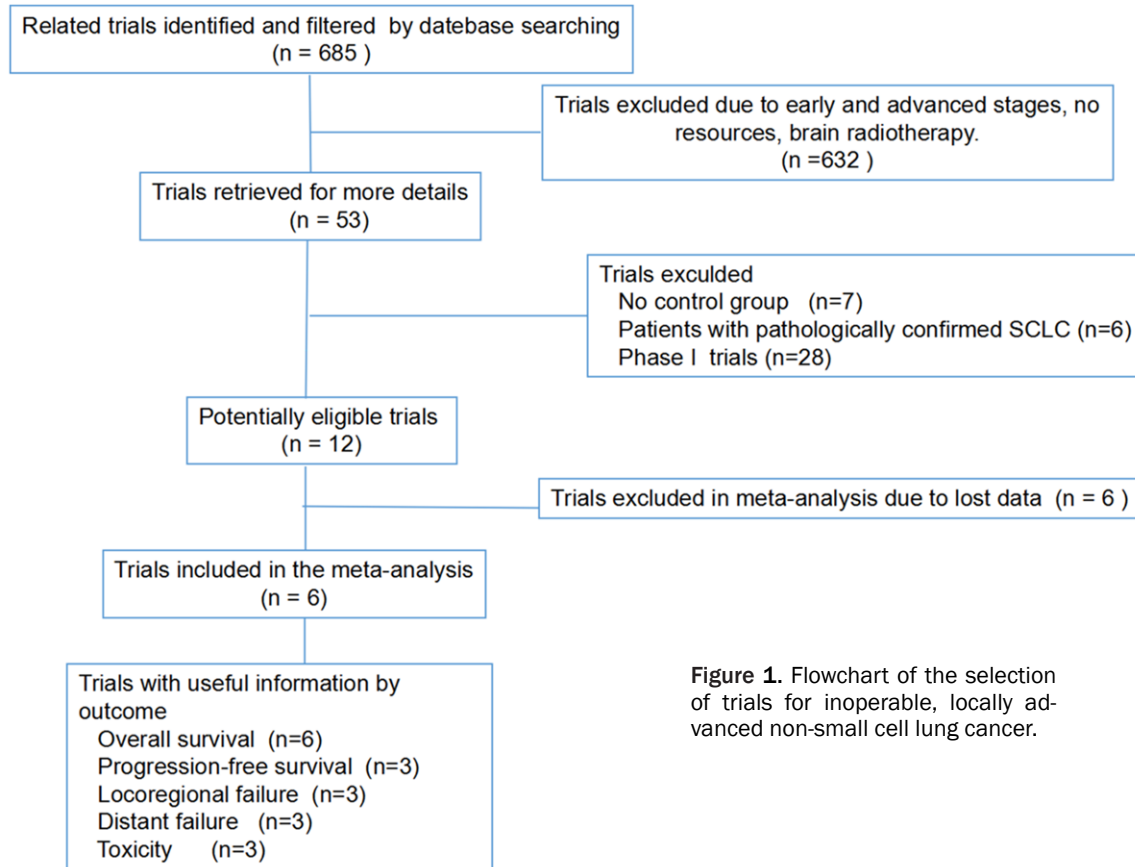 Related trials identified and filtered by datebase searching
(n = 685 )
Trials excluded due to early and advanced stages, no
resources, brain radiotherapy.
(n =632 )
Trials retrieved for more details
(n = 53)
Trials exculded
No control group (n=7)
Patients with pathologically confirmed SCLC (n=6)
Phase I trials (n=28)
Potentially eligible trials
(n = 12)
Trials excluded in meta-analysis due to lost data (n = 6 )
Trials included in the meta-analysis
(n = 6)
Trials with useful information by
outcome
Overall survival (n=6)
Progression-free survival (n=3)
Locoregional failure (n=3)
Distant failure (n=3)
Toxicity (n=3)
Figure 1. Flowchart of the selection
of trials for inoperable, locally ad-
vanced non-small cell lung cancer.